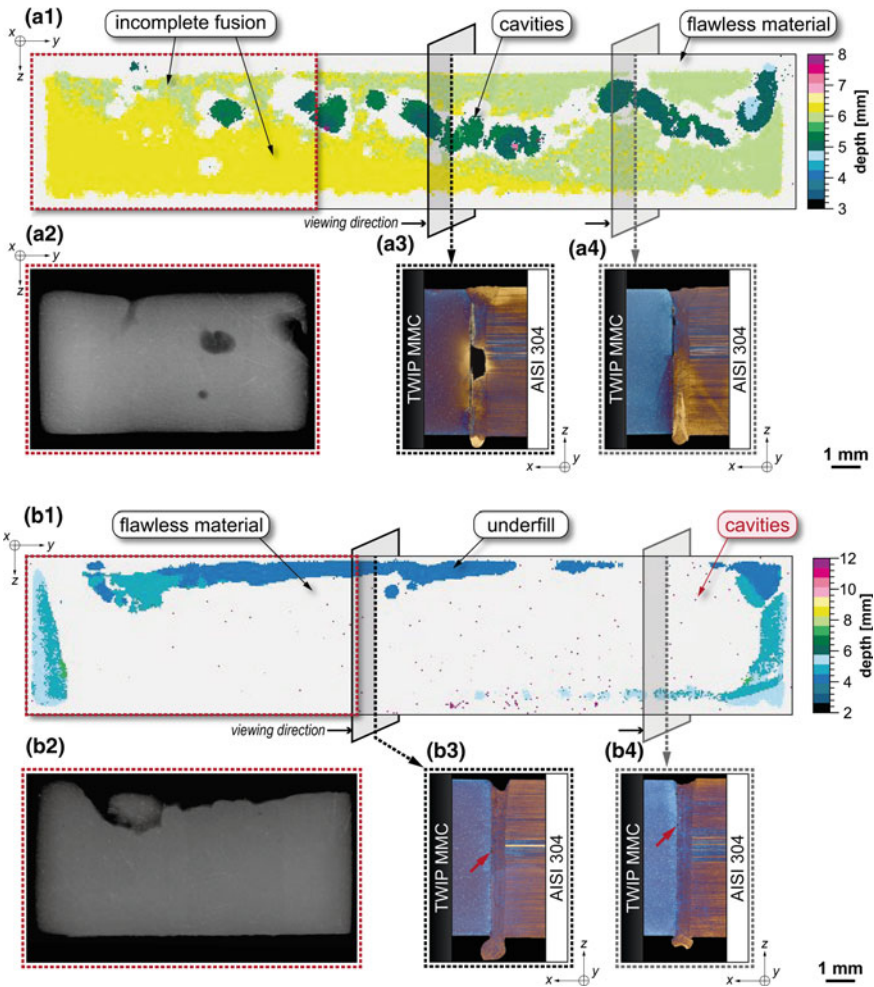 (a1)
incomplete fusion
cavities
flawless material
x
y
z
8
7
6
5
4
3
depth [mm]
viewing direction
(a2)
(a3)
(a4)
x
y
z
TWIP MMC
AISI 304
TWIP MMC
AISI 304
z
x
y
z
x
y
1 mm
(b1)
flawless material
underfill
cavities
x
y
z
12
10
8
6
4
2
depth [mm]
viewing direction
(b2)
(b3)
(b4)
TWIP MMC
AISI 304
TWIP MMC
AISI 304
z
x
y
z
x
y
1 mm